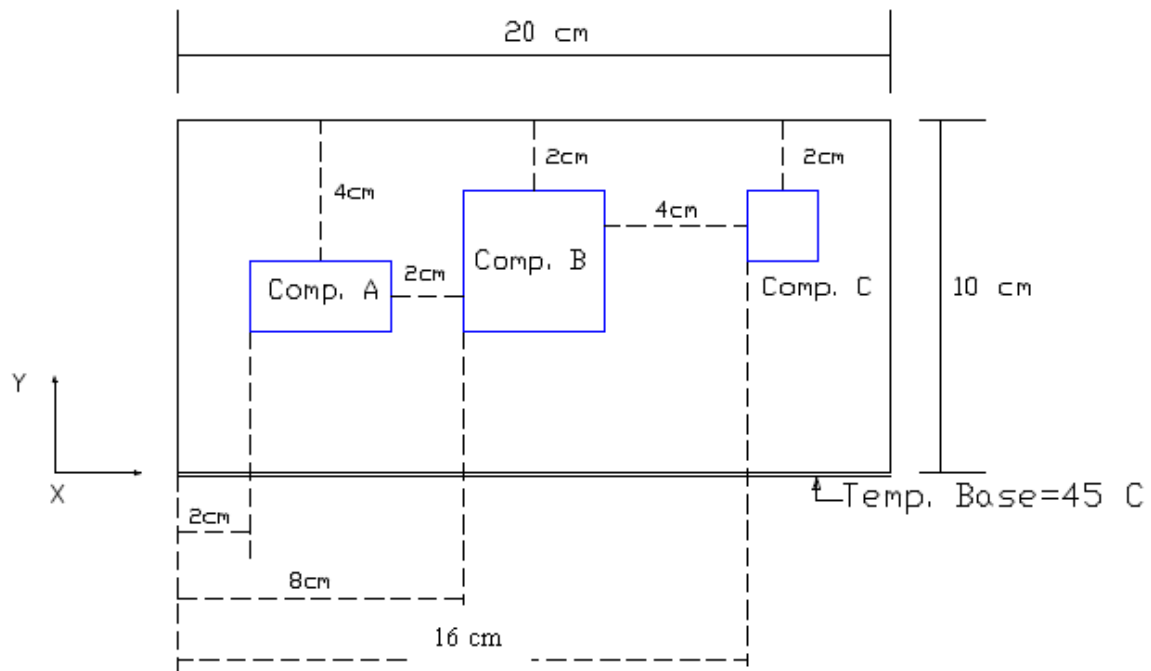 20 cm
2cm
2cm
4cm
4cm
Comp. B
2cm
Comp. A
Comp. C
10 cm
Y
X
Temp. Base=45 C
2cm
8cm
16 cm